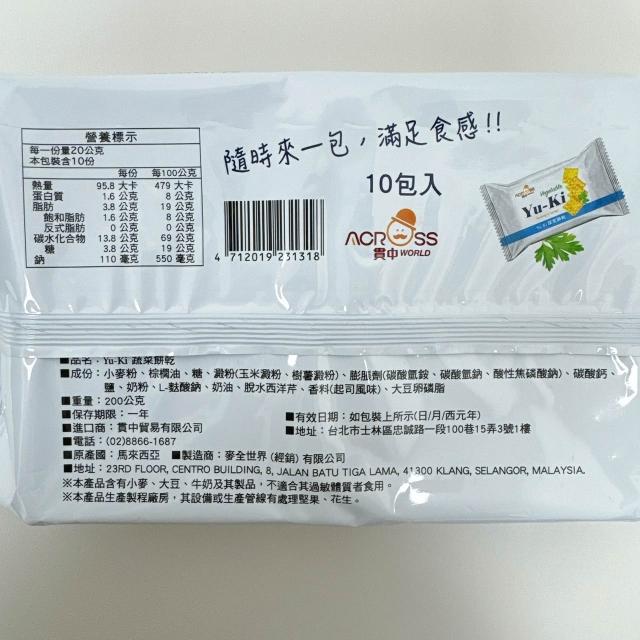 營養標示
每一份量20公克
本包裝含10份
每份 每100公克
熱量 95.8 大卡 479 大卡
蛋白質 1.6 公克 8 公克
脂肪 3.8 公克 19 公克
飽和脂肪 1.6 公克 8 公克
反式脂肪 0 公克 0 公克
碳水化合物 13.8 公克 69 公克
糖 3.8 公克 19 公克
鈉 110 毫克 550 毫克
隨時來一包，滿足食感!!
10包入
4 712019 231318
ACROSS
貫中WORLD
Vegetable
Yu-Ki
■品名：Yu-Ki 蔬菜餅乾
■成份：小麥粉、棕櫚油、糖、澱粉(玉米澱粉、樹薯澱粉)、膨脹劑(碳酸氫銨、碳酸氫鈉、酸性焦磷酸鈉)、碳酸鈣、
鹽、奶粉、L-麩酸鈉、奶油、脫水西洋芹、香料(起司風味)、大豆卵磷脂
■重量：200公克
■保存期限：一年 ■有效日期：如包裝上所示(日/月/西元年)
■進口商：貫中貿易有限公司 ■地址：台北市士林區忠誠路一段100巷15弄3號1樓
■電話：(02)8866-1687
■原產國：馬來西亞 ■製造商：麥全世界 (經銷) 有限公司
■地址：23RD FLOOR, CENTRO BUILDING, 8, JALAN BATU TIGA LAMA, 41300 KLANG, SELANGOR, MALAYSIA.
※本產品含有小麥、大豆、牛奶及其製品，不適合其過敏體質者食用。
※本產品生產製程廠房，其設備或生產管線有處理堅果、花生。